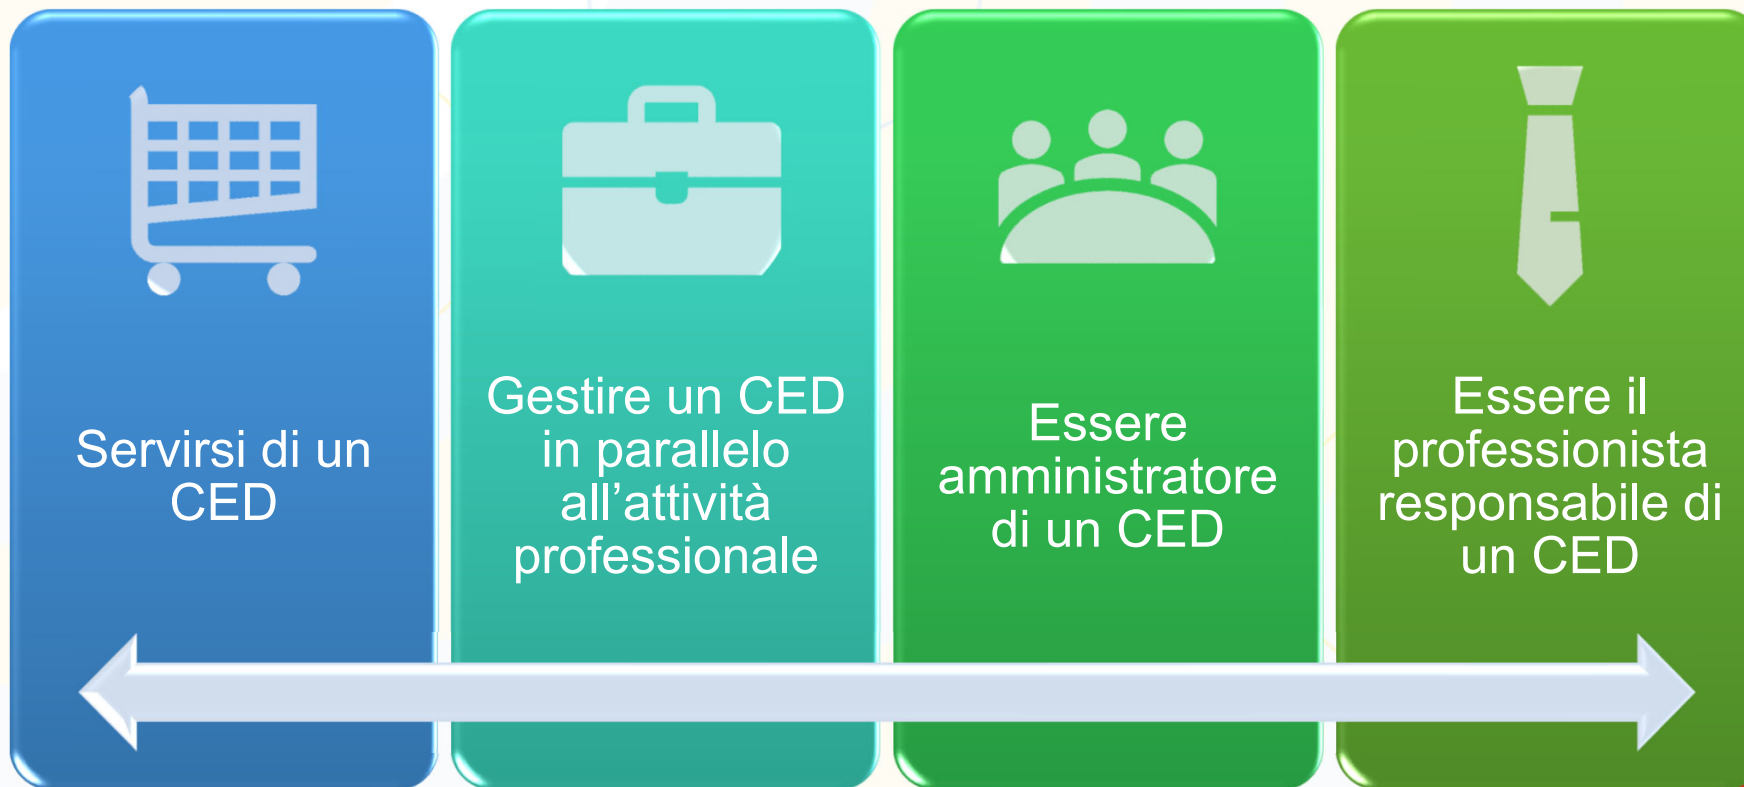 Servirsi di un
CED
Gestire un CED
in parallelo
all’attività
professionale
Essere
amministratore
di un CED
Essere il
professionista
responsabile di
un CED